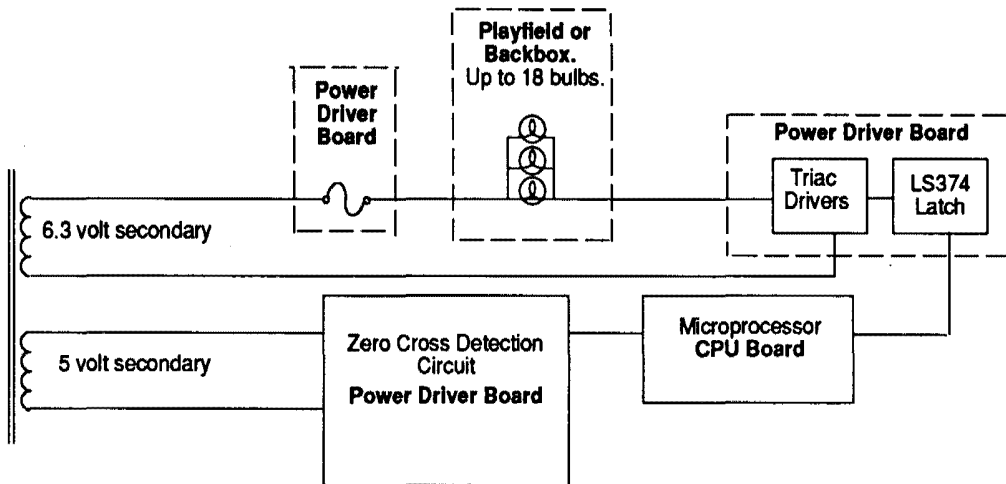 Playfield or
Backbox.
Up to 18 bulbs.
Power
Driver
Board
Power Driver Board
Triac
Drivers
LS374
Latch
6.3 volt secondary
5 volt secondary
Zero Cross Detection
Circuit
Power Driver Board
Microprocessor
CPU Board